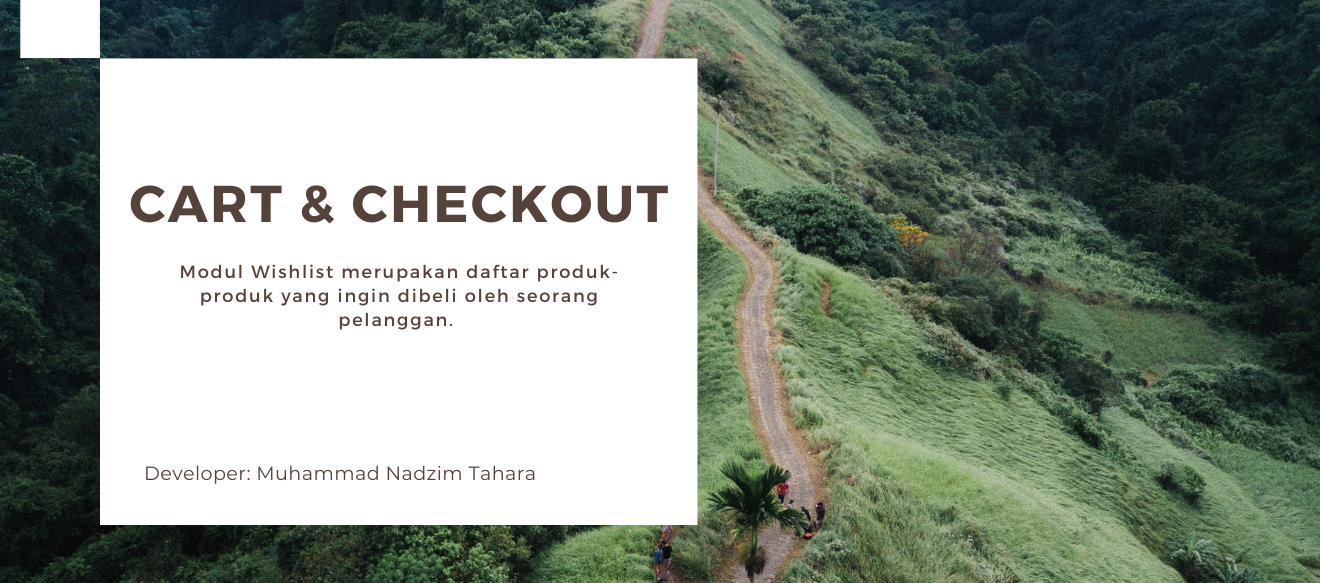 CART & CHECKOUT
Modul Wishlist merupakan daftar produk-
produk yang ingin dibeli oleh seorang
pelanggan.
Developer: Muhammad Nadzim Tahara